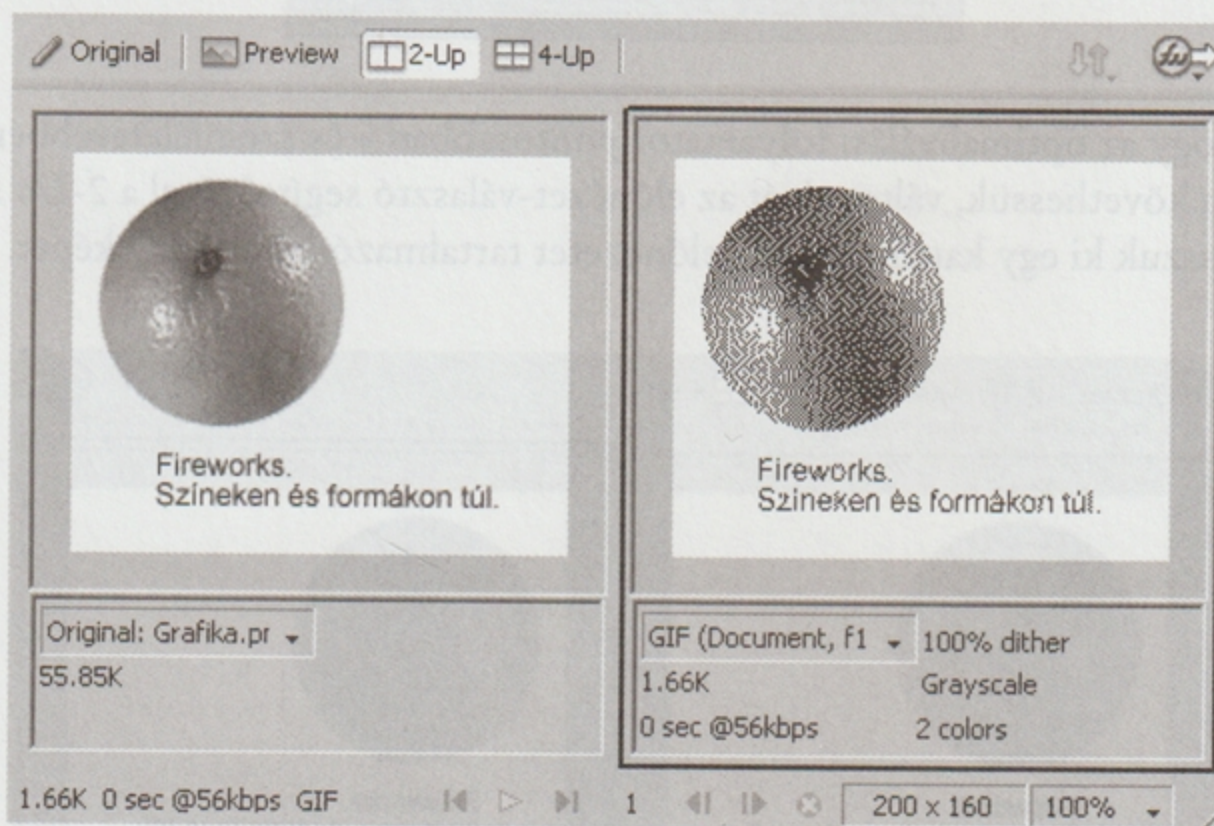 Original Preview 2-Up 4-Up
Fireworks.
Színeken és formákon túl.
Fireworks.
Színeken és formákon túl.
Original: Grafika.pr
55.85K
GIF (Document, f1 100% dither
1.66K Grayscale
0 sec @56kbps 2 colors
1.66K 0 sec @56kbps GIF 1 200 x 160 100%